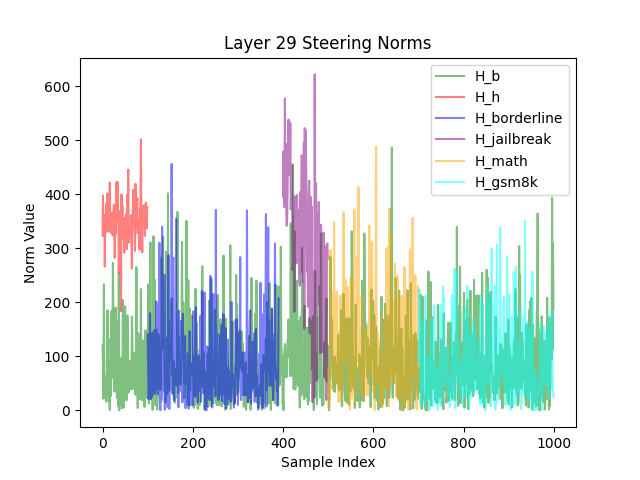 Layer 29 Steering Norms
Norm Value
600
500
400
300
200
100
0
H_b
H_h
H_borderline
H_jailbreak
H_math
H_gsm8k
0
200
400
600
800
1000
Sample Index